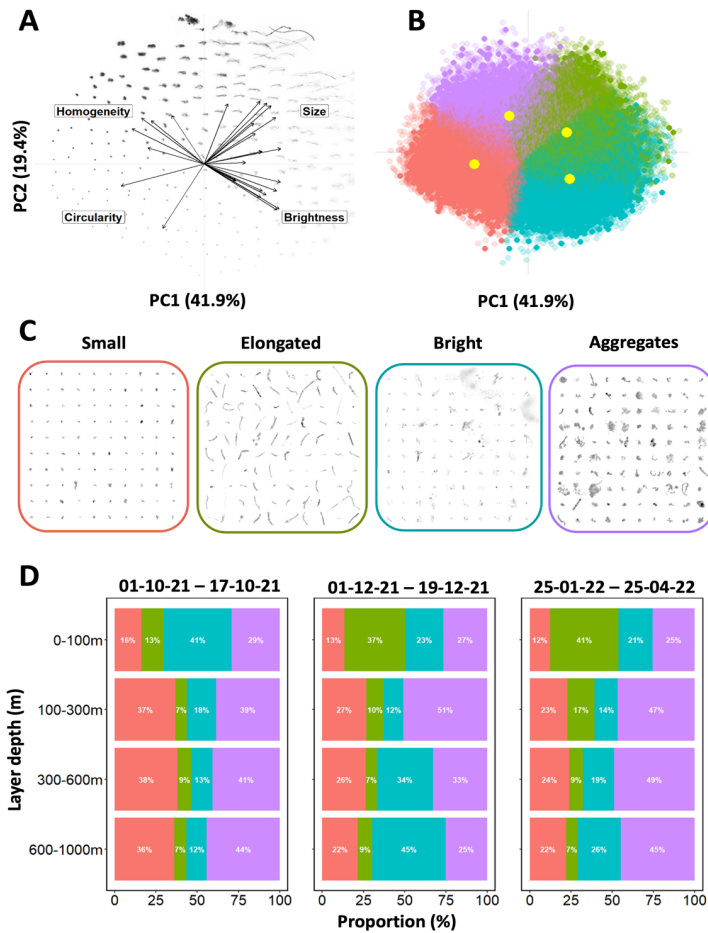 A
B
Homogeneity
Size
Circularity
Brightness
PC2 (19.4%)
PC1 (41.9%)
PC1 (41.9%)
C
Small
Elongated
Bright
Aggregates
D
01-10-21 – 17-10-21
01-12-21 – 19-12-21
25-01-22 – 25-04-22
Layer depth (m)
0-100m
16% 13% 41% 29%
13% 37% 23% 27%
12% 41% 21% 25%
100-300m
37% 7% 18% 39%
27% 10% 12% 51%
23% 17% 14% 47%
300-600m
38% 9% 13% 41%
26% 7% 34% 33%
24% 9% 19% 49%
600-1000m
36% 7% 12% 44%
22% 9% 45% 25%
22% 7% 26% 45%
0 25 50 75 100
0 25 50 75 100
0 25 50 75 100
Proportion (%)